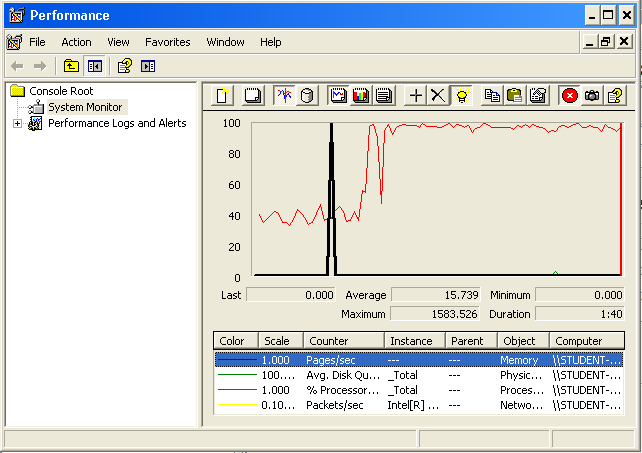 Performance
File Action View Favorites Window Help
Console Root
System Monitor
Performance Logs and Alerts
100
80
60
40
20
0
Last 0.000 Average 15.739 Minimum 0.000
Maximum 1583.526 Duration 1:40
Color Scale Counter Instance Parent Object Computer
1.000 Pages/sec --- --- Memory \\STUDENT-...
100.... Avg. Disk Qu... _Total --- Physic... \\STUDENT-...
1.000 % Processor... _Total --- Proces... \\STUDENT-...
0.10... Packets/sec Intel[R] ... --- Netwo... \\STUDENT-...